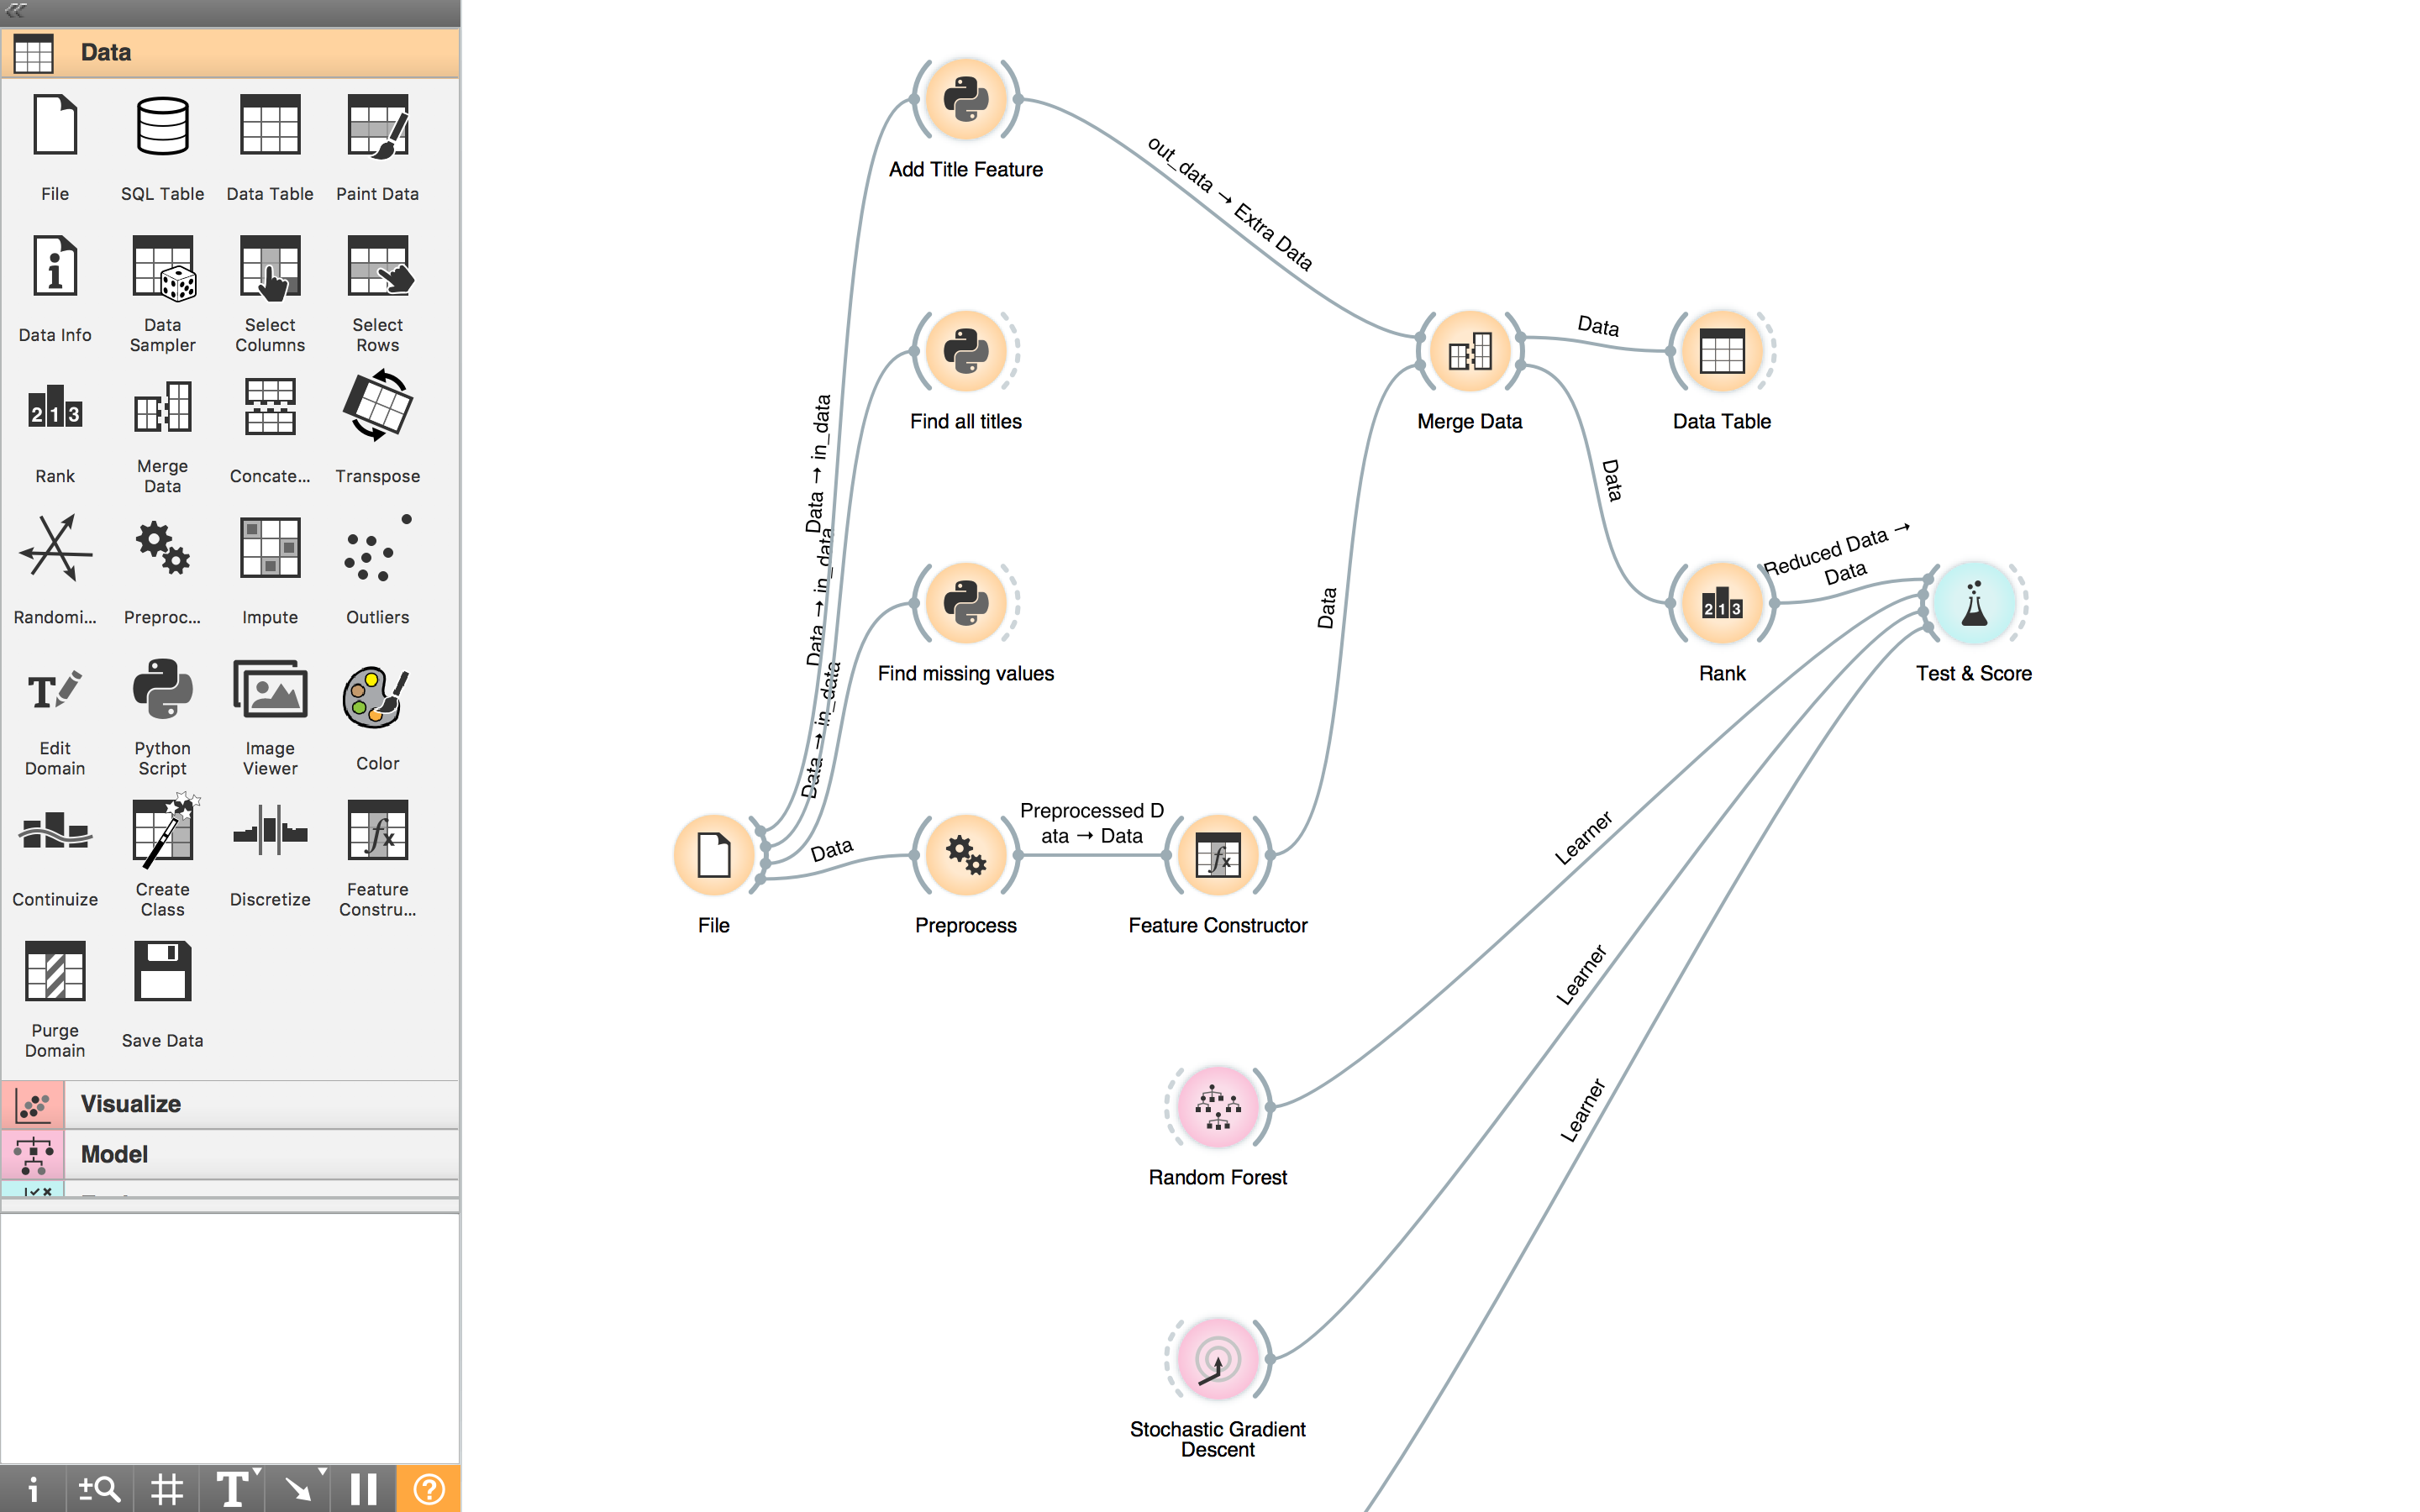 Data
File
SQL Table
Data Table
Paint Data
Data Info
Data
Sampler
Select
Columns
Select
Rows
Rank
Merge
Data
Concate...
Transpose
Randomi...
Preproc...
Impute
Outliers
Edit
Domain
Python
Script
Image
Viewer
Color
Continuize
Create
Class
Discretize
Feature
Constru...
Purge
Domain
Save Data
Visualize
Model
Add Title Feature
out_data → Extra Data
Find all titles
Merge Data
Data
Data Table
Data → in_data
Data → in_data
Data → in_data
Find missing values
Data
Data
Rank
Reduced Data →
Data
Test & Score
File
Data
Preprocess
Preprocessed D
ata → Data
Feature Constructor
Learner
Learner
Learner
Random Forest
Stochastic Gradient
Descent